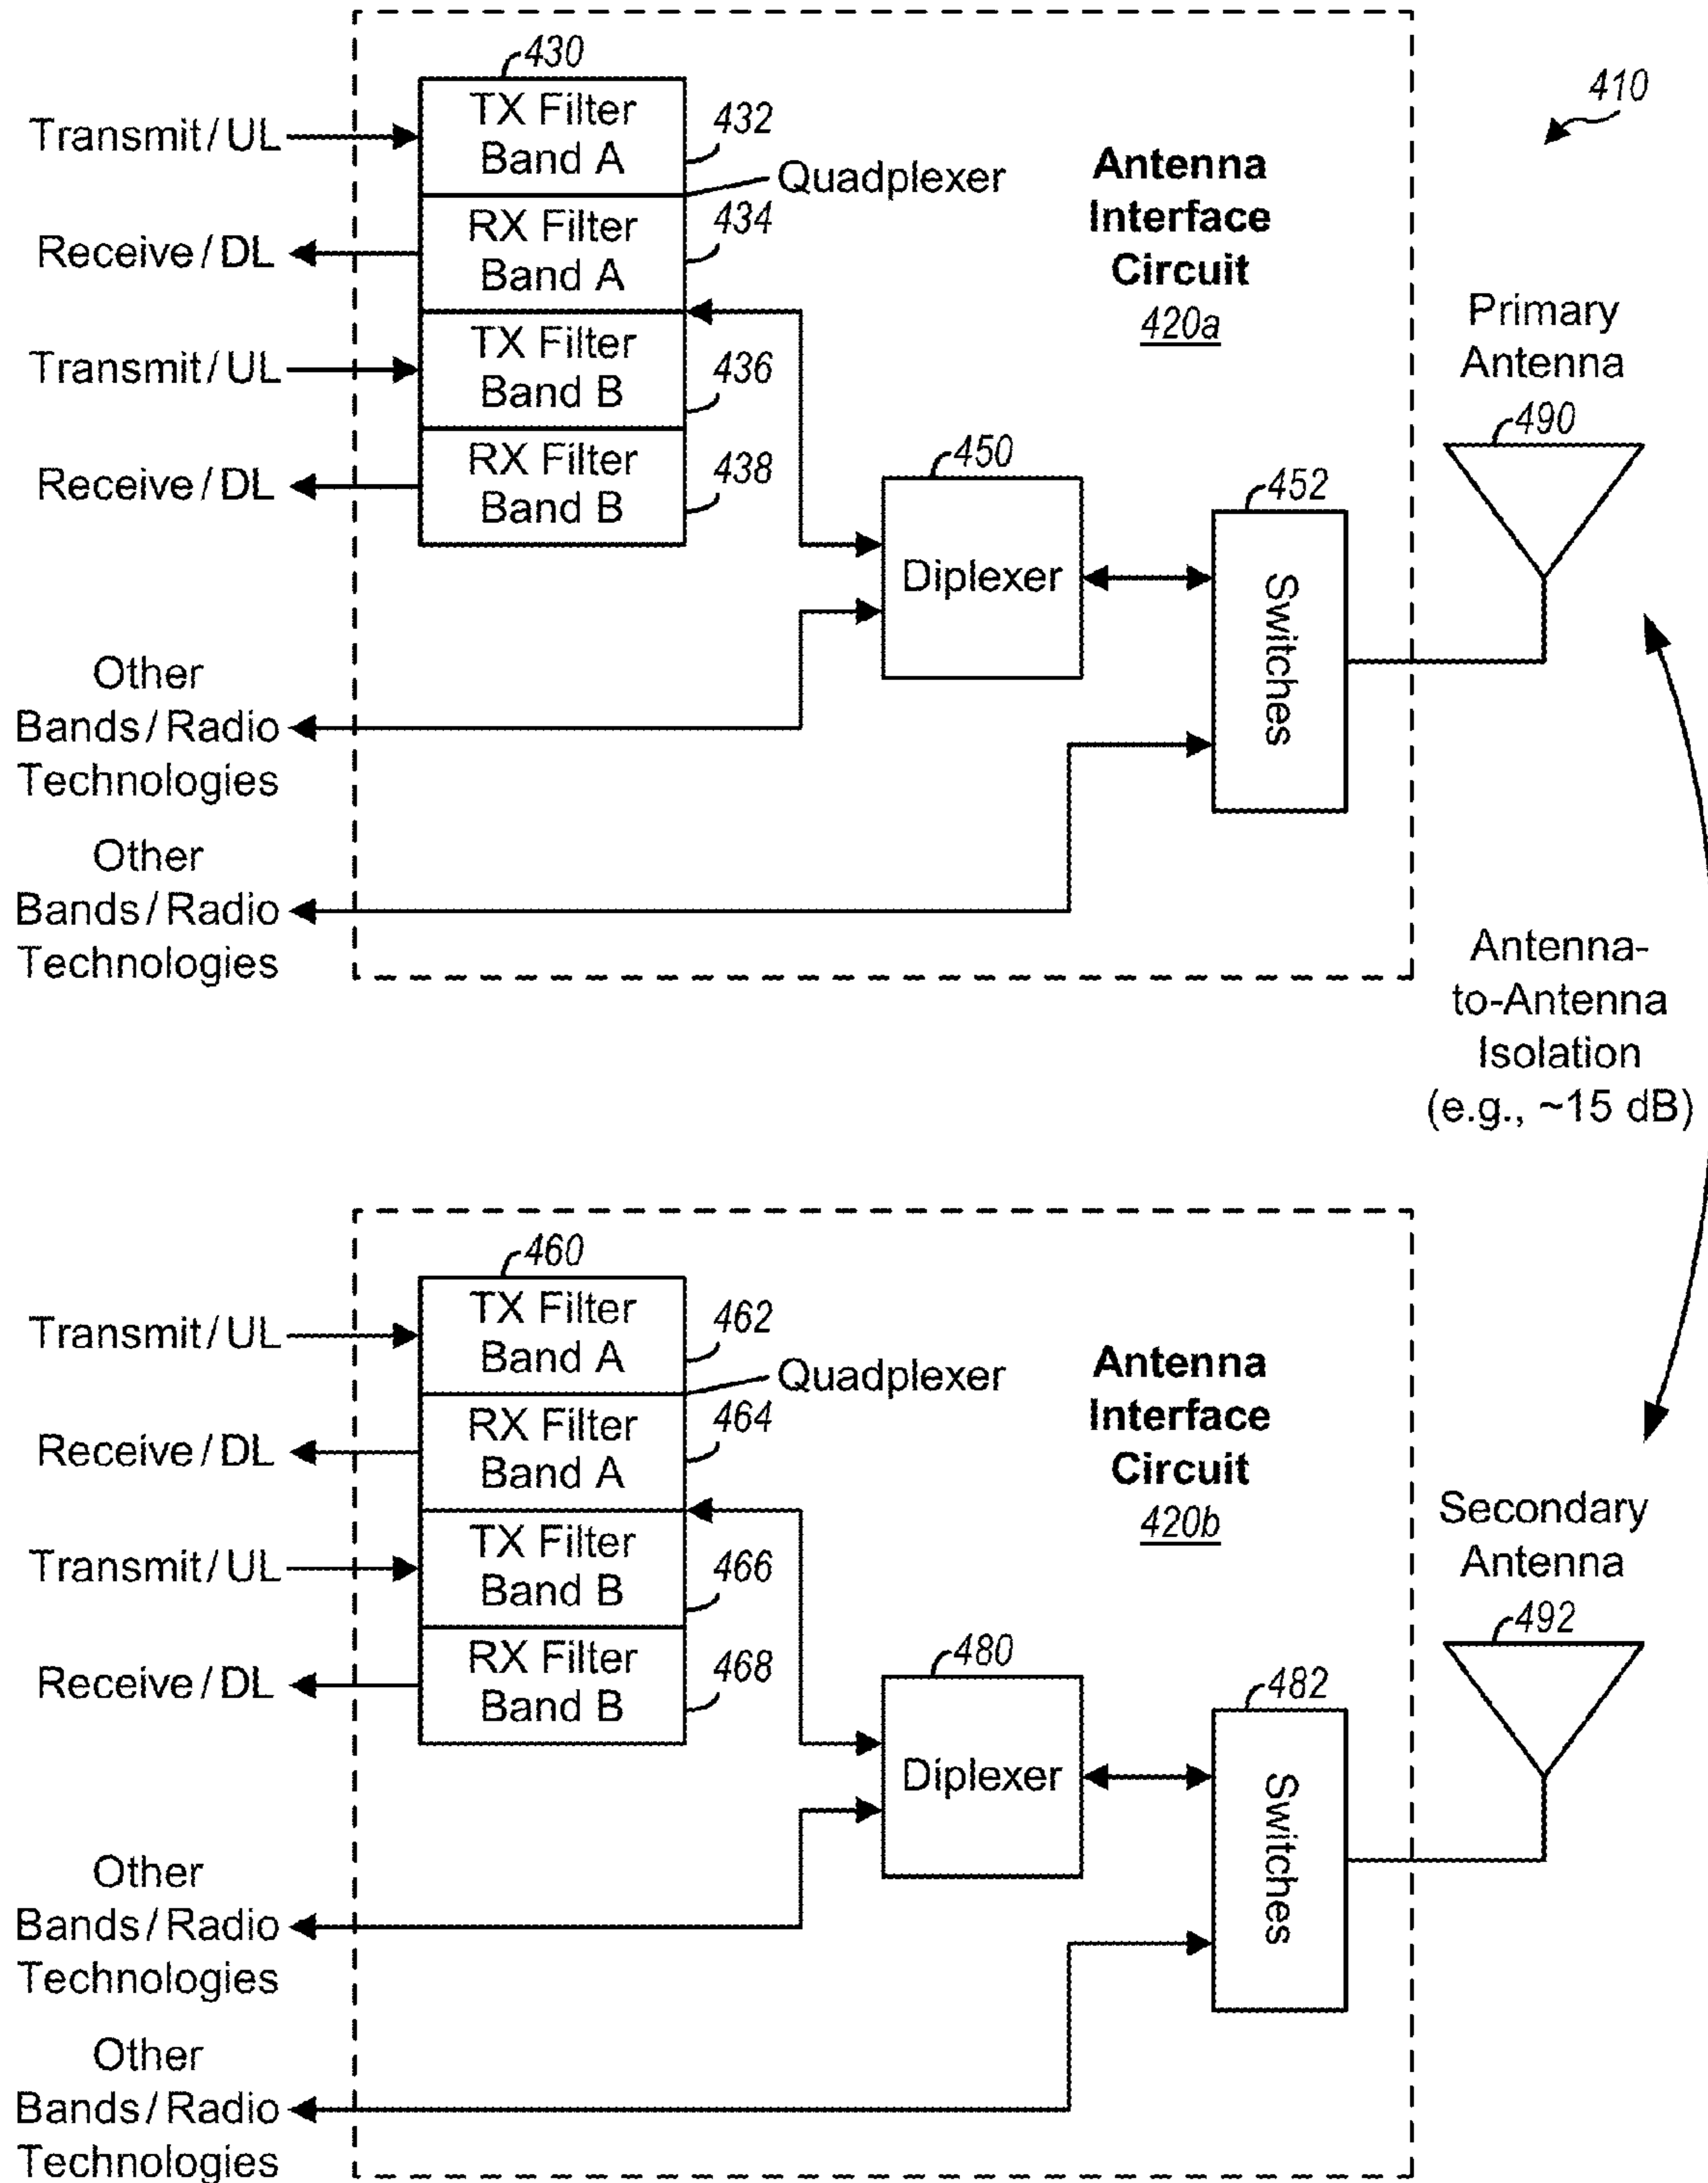 430
TX Filter
Band A
432
Quadplexer
RX Filter
Band A
434
TX Filter
Band B
436
RX Filter
Band B
438
Transmit / UL
Receive / DL
Transmit / UL
Receive / DL
Antenna
Interface
Circuit
420a
410
Primary
Antenna
490
450
Diplexer
452
Switches
Other
Bands / Radio
Technologies
Other
Bands / Radio
Technologies
Antenna-
to-Antenna
Isolation
(e.g., ~15 dB)
460
TX Filter
Band A
462
Quadplexer
RX Filter
Band A
464
TX Filter
Band B
466
RX Filter
Band B
468
Transmit / UL
Receive / DL
Transmit / UL
Receive / DL
Antenna
Interface
Circuit
420b
Secondary
Antenna
492
480
Diplexer
482
Switches
Other
Bands / Radio
Technologies
Other
Bands / Radio
Technologies